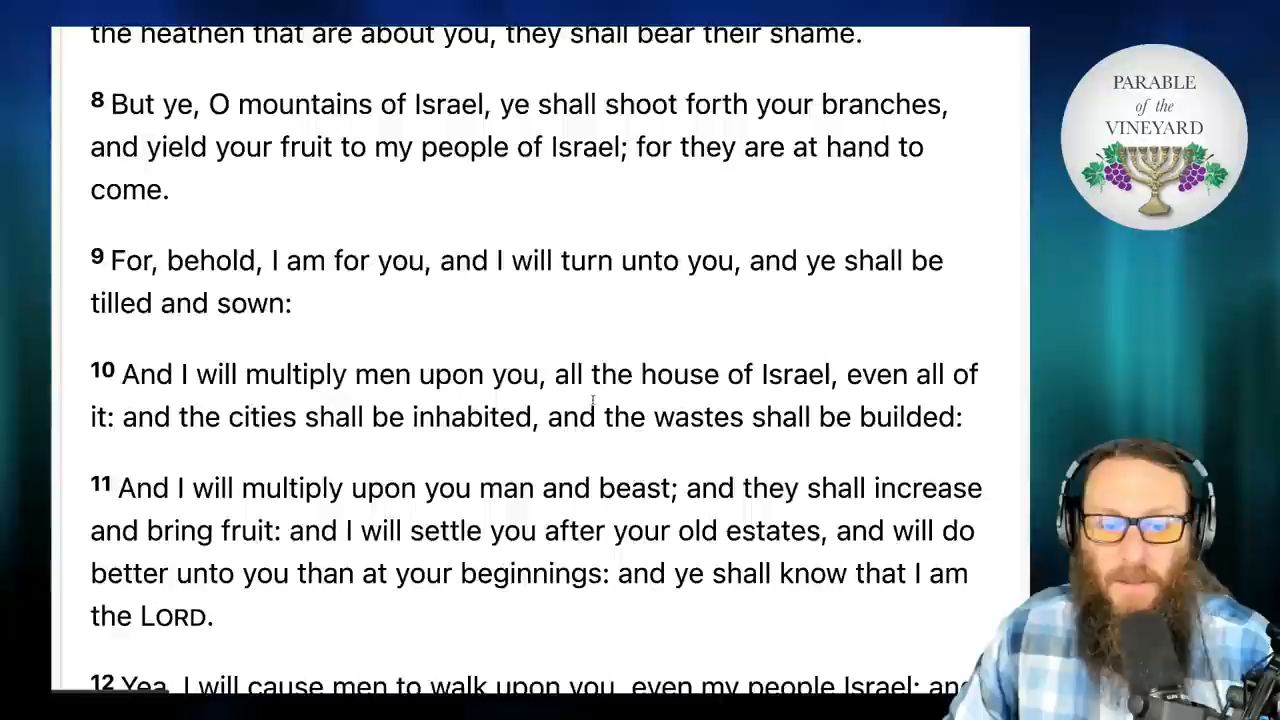 the heathen that are about you, they shall bear their shame.
8 But ye, O mountains of Israel, ye shall shoot forth your branches,
and yield your fruit to my people of Israel; for they are at hand to
come.
9 For, behold, I am for you, and I will turn unto you, and ye shall be
tilled and sown:
10 And I will multiply men upon you, all the house of Israel, even all of
it: and the cities shall be inhabited, and the wastes shall be builded:
11 And I will multiply upon you man and beast; and they shall increase
and bring fruit: and I will settle you after your old estates, and will do
better unto you than at your beginnings: and ye shall know that I am
the LORD.
12 Yea, I will cause men to walk upon you, even my people Israel; and
PARABLE
of the
VINEYARD